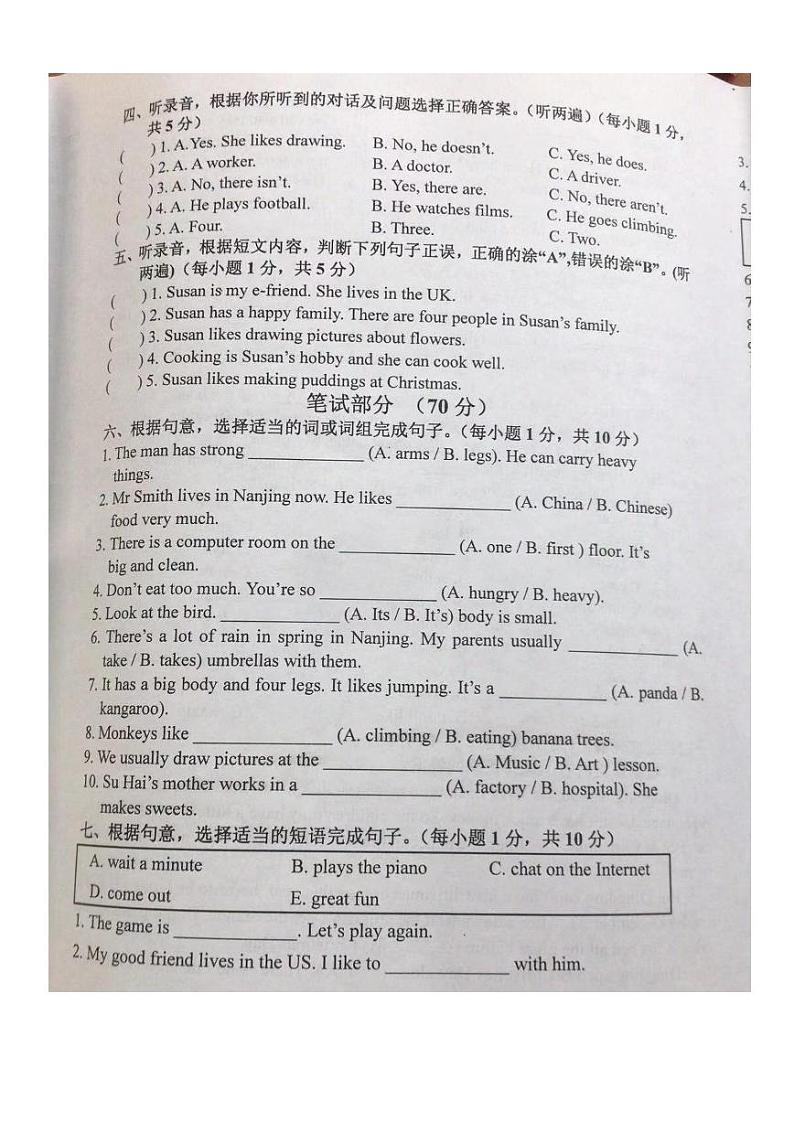 四、听录音，根据你所听到的对话及问题选择正确答案。（听两遍）（每小题1分，
共5分）
(    ) 1. A.Yes. She likes drawing. B. No, he doesn't. C. Yes, he does.
(    ) 2. A. A worker. B. A doctor. C. A driver.
(    ) 3. A. No, there isn't. B. Yes, there are. C. No, there aren't.
(    ) 4. A. He plays football. B. He watches films. C. He goes climbing.
(    ) 5. A. Four. B. Three. C. Two.
五、听录音，根据短文内容，判断下列句子正误，正确的涂“A”,错误的涂“B”。(听
两遍)（每小题1分，共5分）
(    ) 1. Susan is my e-friend. She lives in the UK.
(    ) 2. Susan has a happy family. There are four people in Susan's family.
(    ) 3. Susan likes drawing pictures about flowers.
(    ) 4. Cooking is Susan's hobby and she can cook well.
(    ) 5. Susan likes making puddings at Christmas.
笔试部分 （70分）
六、根据句意，选择适当的词或词组完成句子。（每小题1分，共10分）
1. The man has strong ____________ (A. arms / B. legs). He can carry heavy
things.
2. Mr Smith lives in Nanjing now. He likes ____________ (A. China / B. Chinese)
food very much.
3. There is a computer room on the ____________ (A. one / B. first ) floor. It's
big and clean.
4. Don't eat too much. You're so ____________ (A. hungry / B. heavy).
5. Look at the bird. ____________ (A. Its / B. It's) body is small.
6. There's a lot of rain in spring in Nanjing. My parents usually ____________ (A.
take / B. takes) umbrellas with them.
7. It has a big body and four legs. It likes jumping. It's a ____________ (A. panda / B.
kangaroo).
8. Monkeys like ____________ (A. climbing / B. eating) banana trees.
9. We usually draw pictures at the ____________ (A. Music / B. Art ) lesson.
10. Su Hai's mother works in a ____________ (A. factory / B. hospital). She
makes sweets.
七、根据句意，选择适当的短语完成句子。（每小题1分，共10分）
A. wait a minute B. plays the piano C. chat on the Internet
D. come out E. great fun
1. The game is ____________. Let's play again.
2. My good friend lives in the US. I like to ____________ with him.
3.
4.
5.
6
7